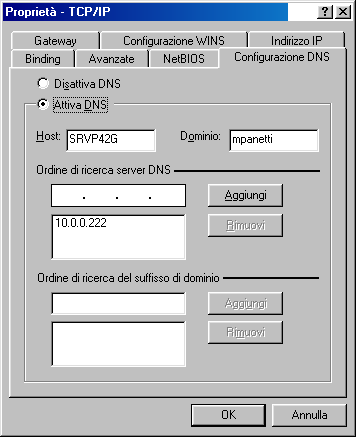 Proprietà - TCP/IP
Gateway Configurazione WINS Indirizzo IP
Binding Avanzate NetBIOS Configurazione DNS
Disattiva DNS
Attiva DNS
Host: SRVP42G Dominio: mpanetti
Ordine di ricerca server DNS
. . . Aggiungi
10.0.0.222 Rimuovi
Ordine di ricerca del suffisso di dominio
Aggiungi
Rimuovi
OK Annulla